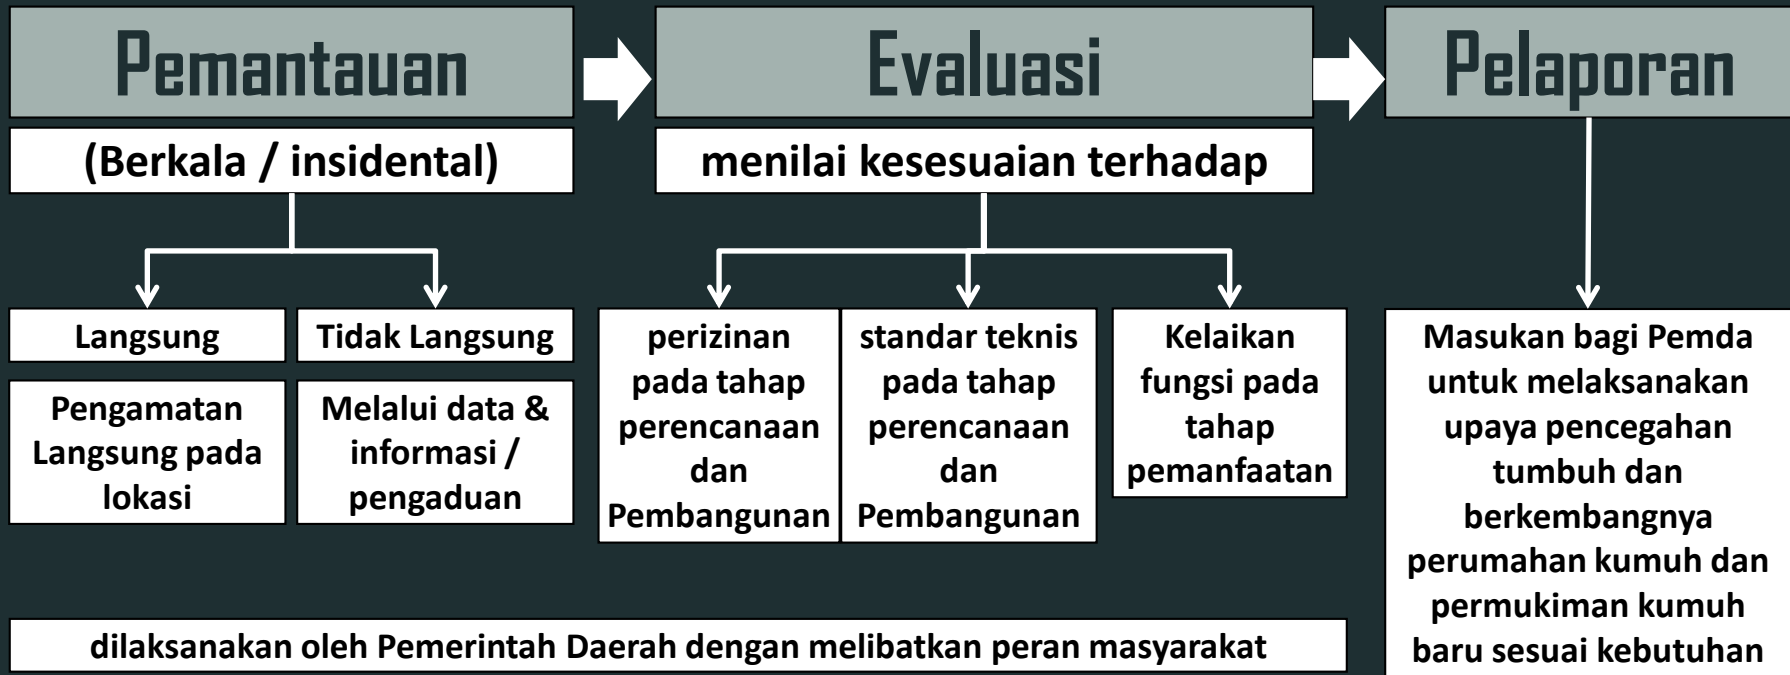 Pemantauan
(Berkala / insidental)
Langsung
Pengamatan
Langsung pada
lokasi
Tidak Langsung
Melalui data &
informasi /
pengaduan
Evaluasi
menilai kesesuaian terhadap
perizinan
pada tahap
perencanaan
dan
Pembangunan
standar teknis
pada tahap
perencanaan
dan
Pembangunan
Kelaikan
fungsi pada
tahap
pemanfaatan
dilaksanakan oleh Pemerintah Daerah dengan melibatkan peran masyarakat
Pelaporan
Masukan bagi Pemda
untuk melaksanakan
upaya pencegahan
tumbuh dan
berkembangnya
perumahan kumuh dan
permukiman kumuh
baru sesuai kebutuhan